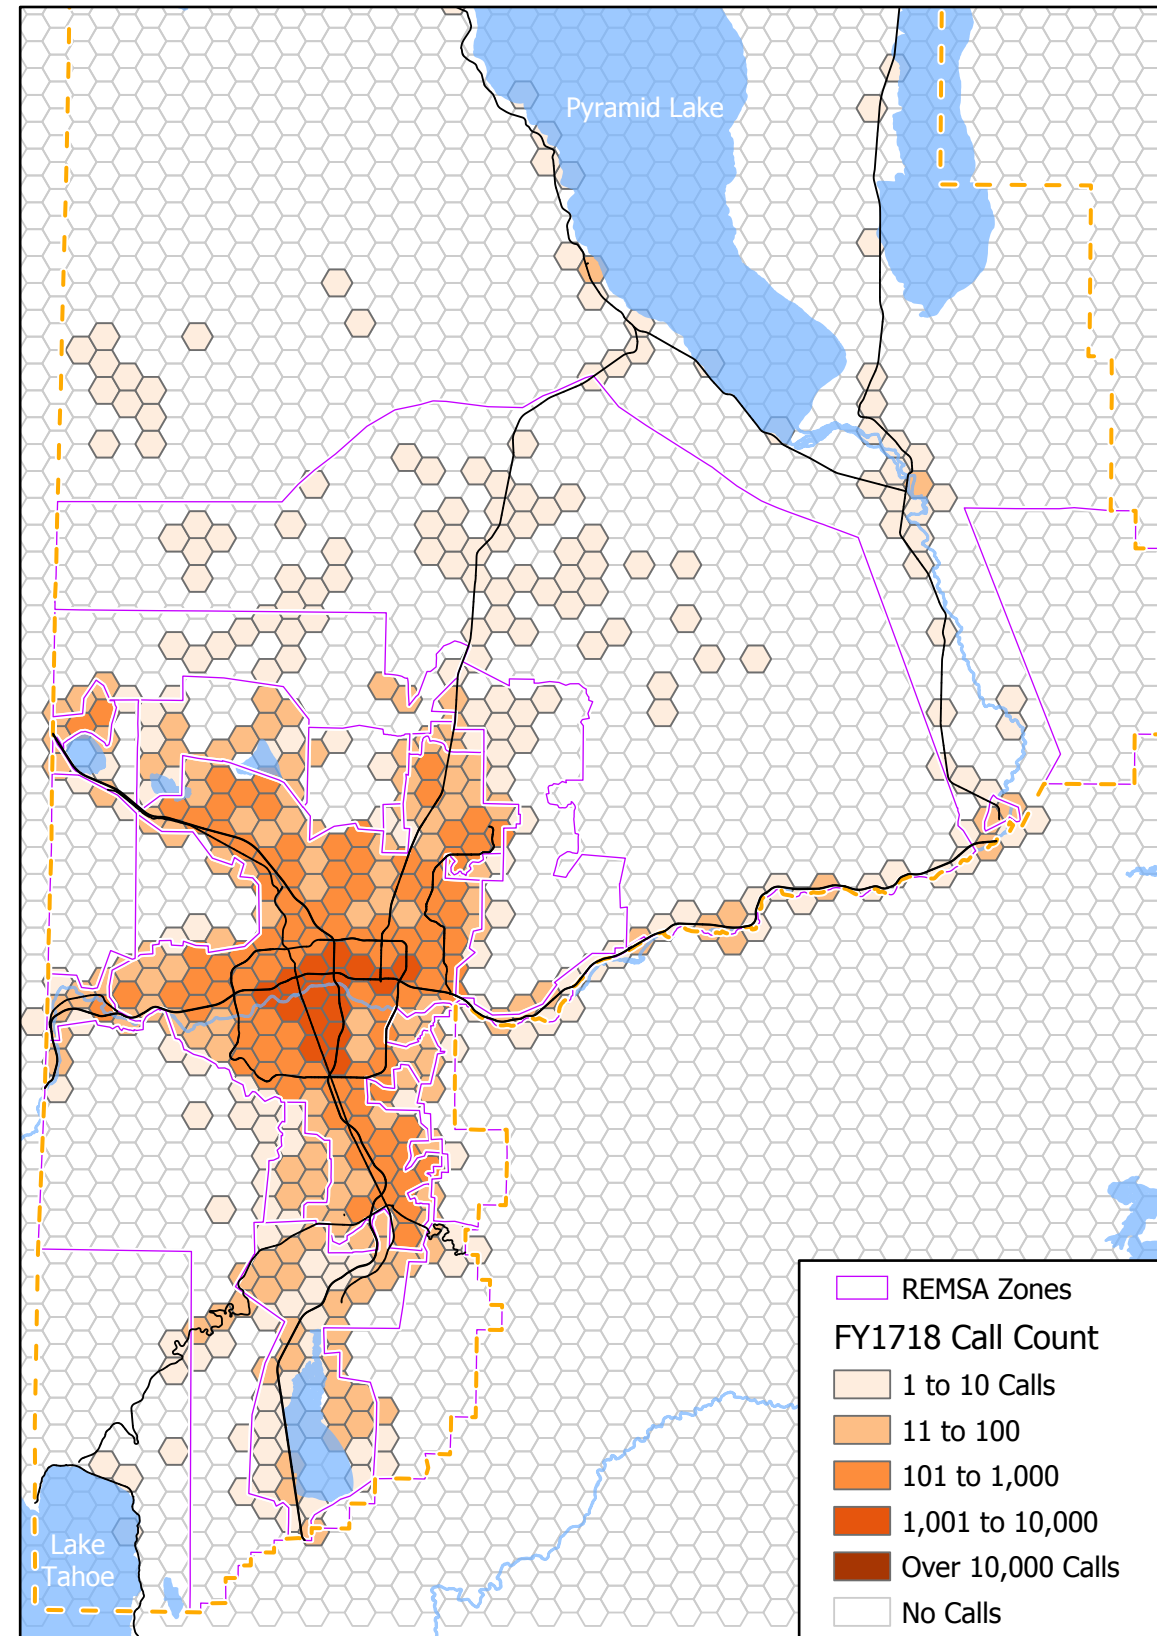 Pyramid Lake
REMSA Zones
FY1718 Call Count
1 to 10 Calls
11 to 100
101 to 1,000
1,001 to 10,000
Over 10,000 Calls
No Calls
Lake
Tahoe